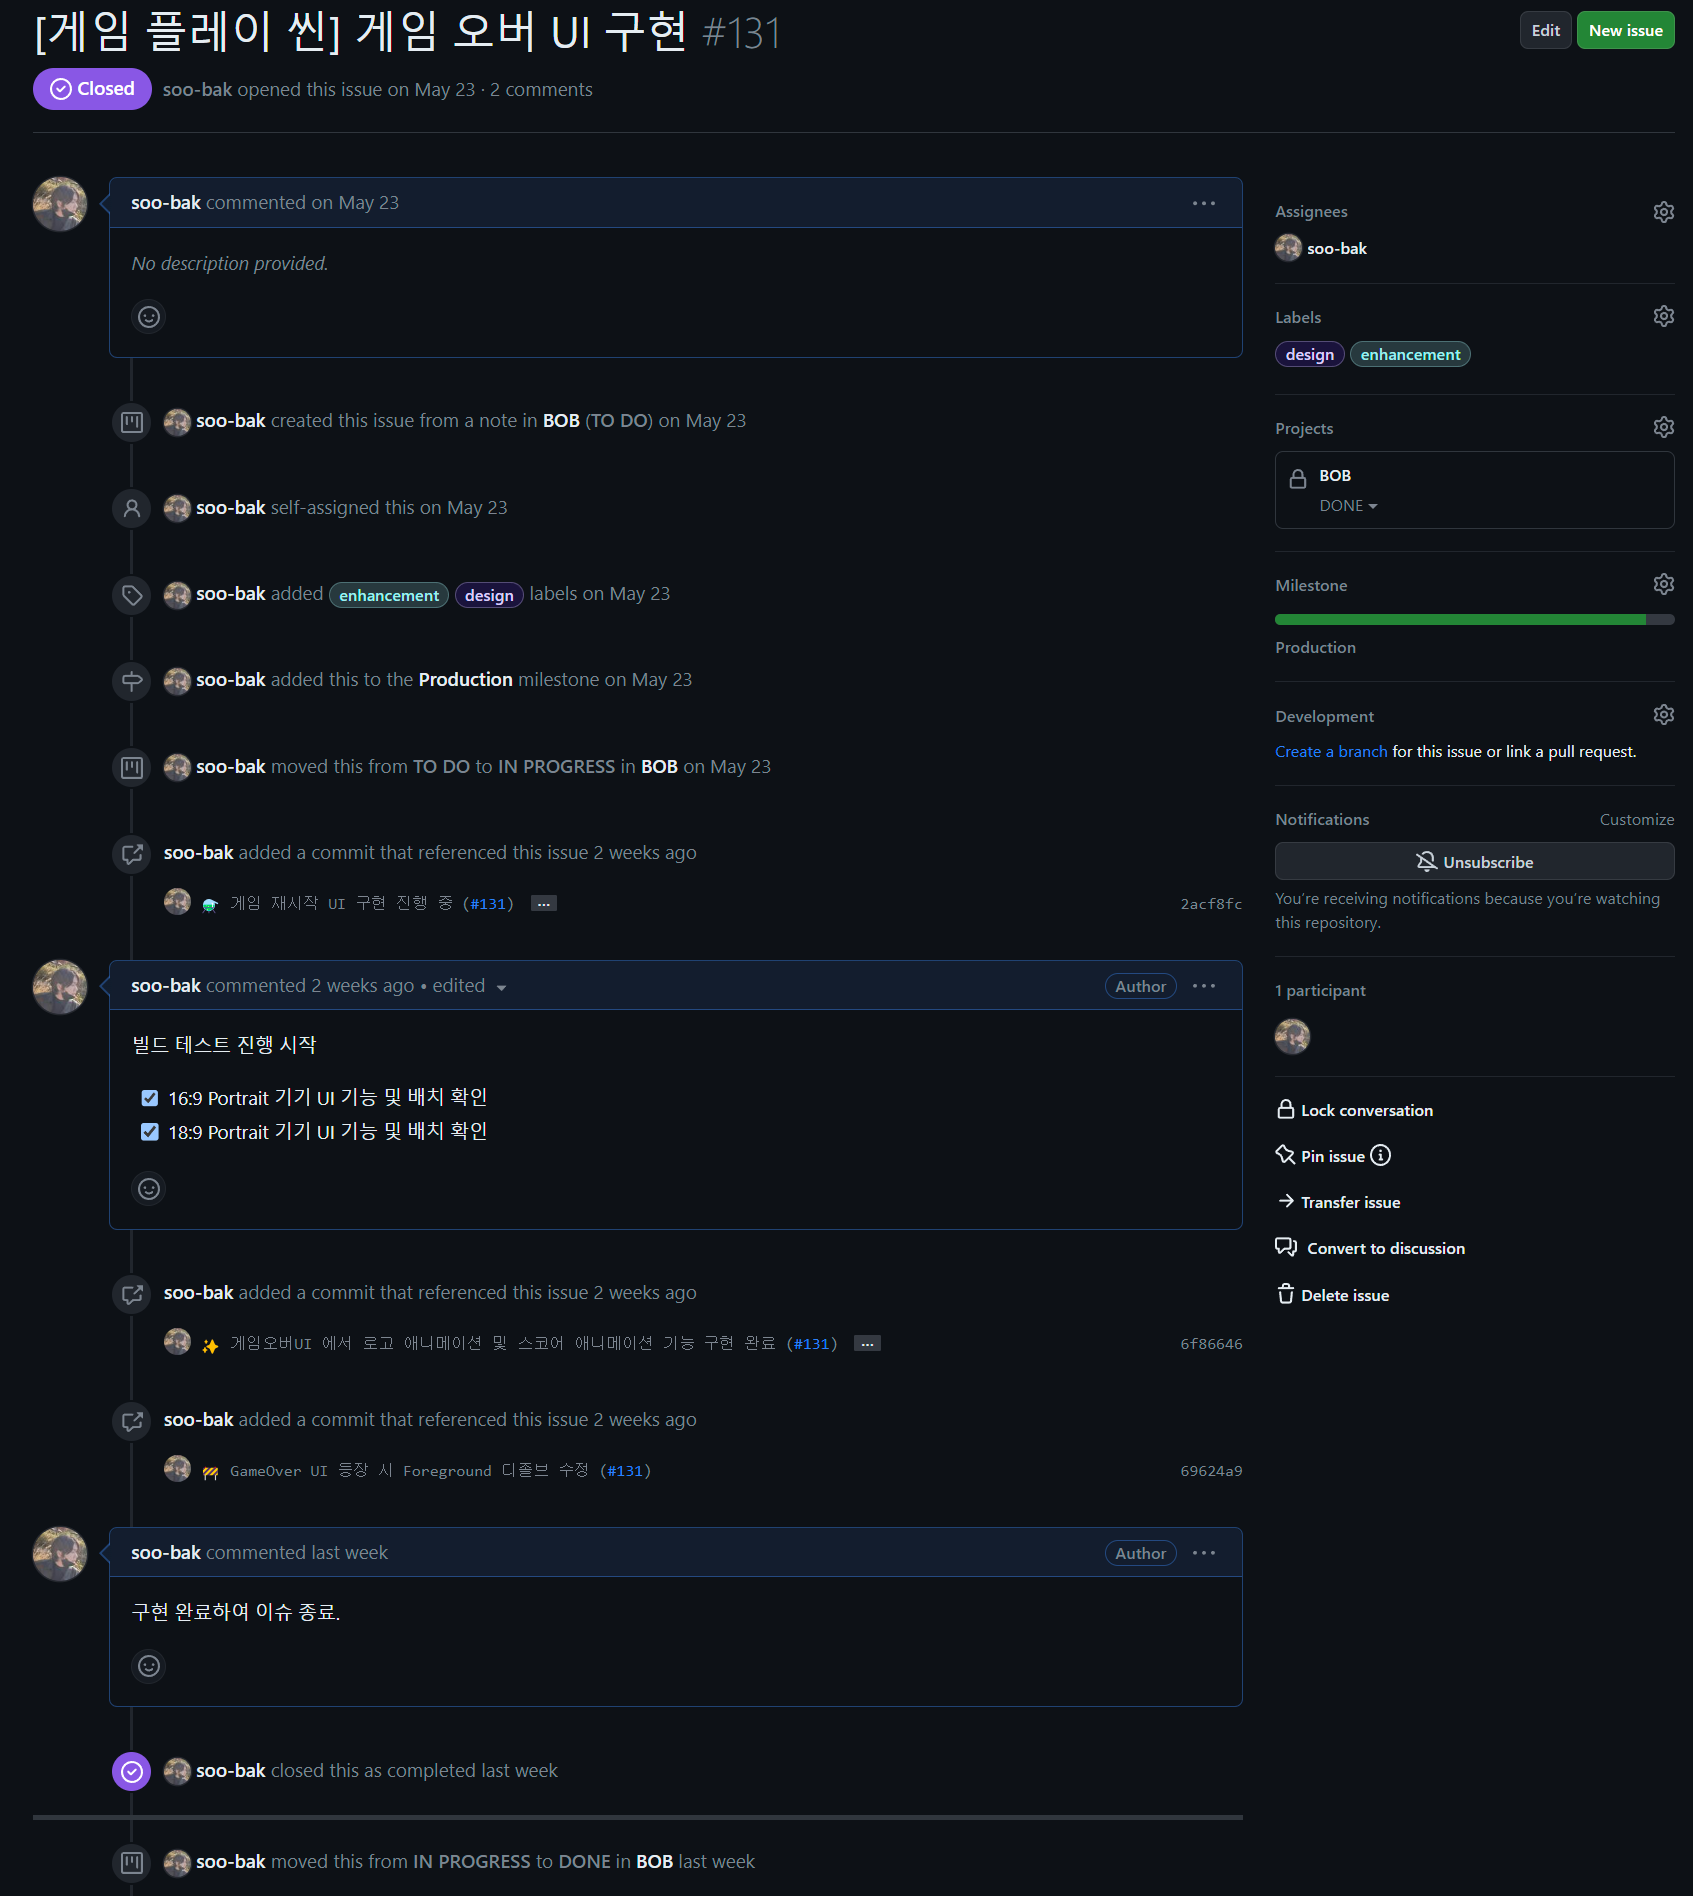 [게임 플레이 씬] 게임 오버 UI 구현 #131
Edit
New issue
Closed
soo-bak opened this issue on May 23 · 2 comments
soo-bak commented on May 23
No description provided.
soo-bak created this issue from a note in BOB (TO DO) on May 23
soo-bak self-assigned this on May 23
soo-bak added enhancement design labels on May 23
soo-bak added this to the Production milestone on May 23
soo-bak moved this from TO DO to IN PROGRESS in BOB on May 23
soo-bak added a commit that referenced this issue 2 weeks ago
게임 재시작 UI 구현 진행 중 (#131) ...
2acf8fc
soo-bak commented 2 weeks ago • edited
Author
빌드 테스트 진행 시작
16:9 Portrait 기기 UI 기능 및 배치 확인
18:9 Portrait 기기 UI 기능 및 배치 확인
soo-bak added a commit that referenced this issue 2 weeks ago
✨ 게임오버UI 에서 로고 애니메이션 및 스코어 애니메이션 기능 구현 완료 (#131) ...
6f86646
soo-bak added a commit that referenced this issue 2 weeks ago
🚧 GameOver UI 등장 시 Foreground 디졸브 수정 (#131)
69624a9
soo-bak commented last week
Author
구현 완료하여 이슈 종료.
soo-bak closed this as completed last week
soo-bak moved this from IN PROGRESS to DONE in BOB last week
Assignees
soo-bak
Labels
design enhancement
Projects
BOB
DONE
Milestone
Production
Development
Create a branch for this issue or link a pull request.
Notifications
Customize
Unsubscribe
You're receiving notifications because you're watching
this repository.
1 participant
Lock conversation
Pin issue
Transfer issue
Convert to discussion
Delete issue